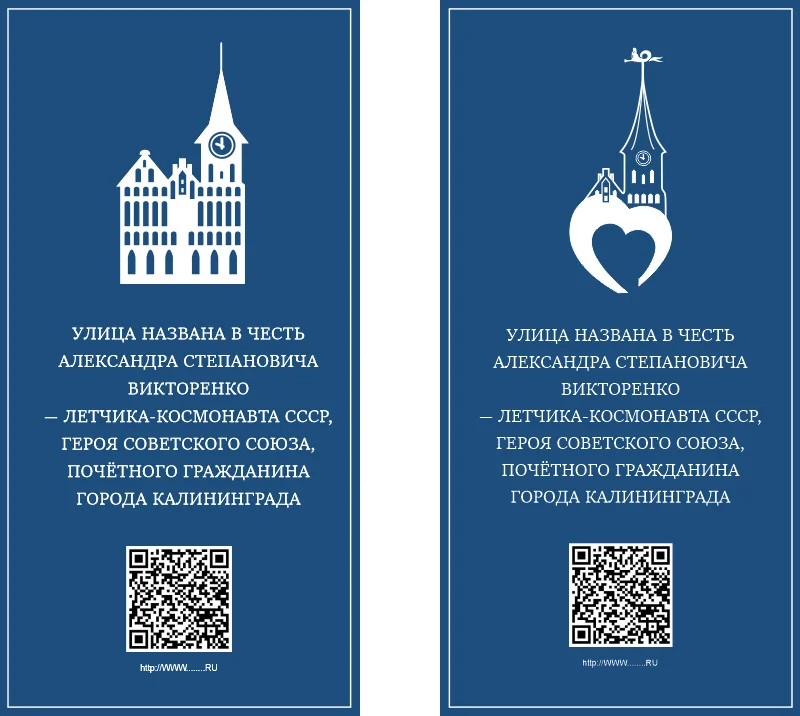 УЛИЦА НАЗВАНА В ЧЕСТЬ
АЛЕКСАНДРА СТЕПАНОВИЧА
ВИКТОРЕНКО
— ЛЕТЧИКА-КОСМОНАВТА СССР,
ГЕРОЯ СОВЕТСКОГО СОЮЗА,
ПОЧЁТНОГО ГРАЖДАНИНА
ГОРОДА КАЛИНИНГРАДА
http://WWW.......RU
УЛИЦА НАЗВАНА В ЧЕСТЬ
АЛЕКСАНДРА СТЕПАНОВИЧА
ВИКТОРЕНКО
— ЛЕТЧИКА-КОСМОНАВТА СССР,
ГЕРОЯ СОВЕТСКОГО СОЮЗА,
ПОЧЁТНОГО ГРАЖДАНИНА
ГОРОДА КАЛИНИНГРАДА
http://WWW.......RU